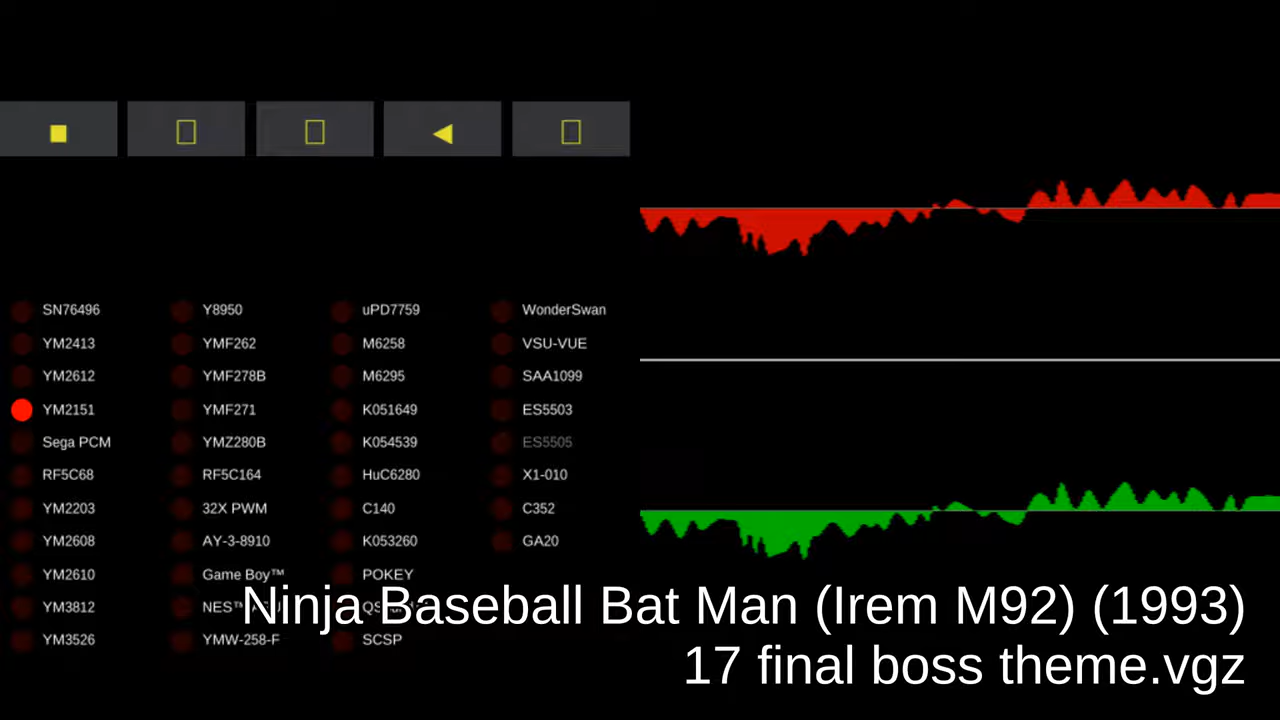 SN76496 Y8950 uPD7759 WonderSwan
YM2413 YMF262 M6258 VSU-VUE
YM2612 YMF278B M6295 SAA1099
YM2151 YMF271 K051649 ES5503
Sega PCM YMZ280B K054539 ES5505
RF5C68 RF5C164 HuC6280 X1-010
YM2203 32X PWM C140 C352
YM2608 AY-3-8910 K053260 GA20
YM2610 Game Boy™ POKEY
YM3812 NES™
YM3526 YMW-258-F SCSP
Ninja Baseball Bat Man (Irem M92) (1993)
17 final boss theme.vgz